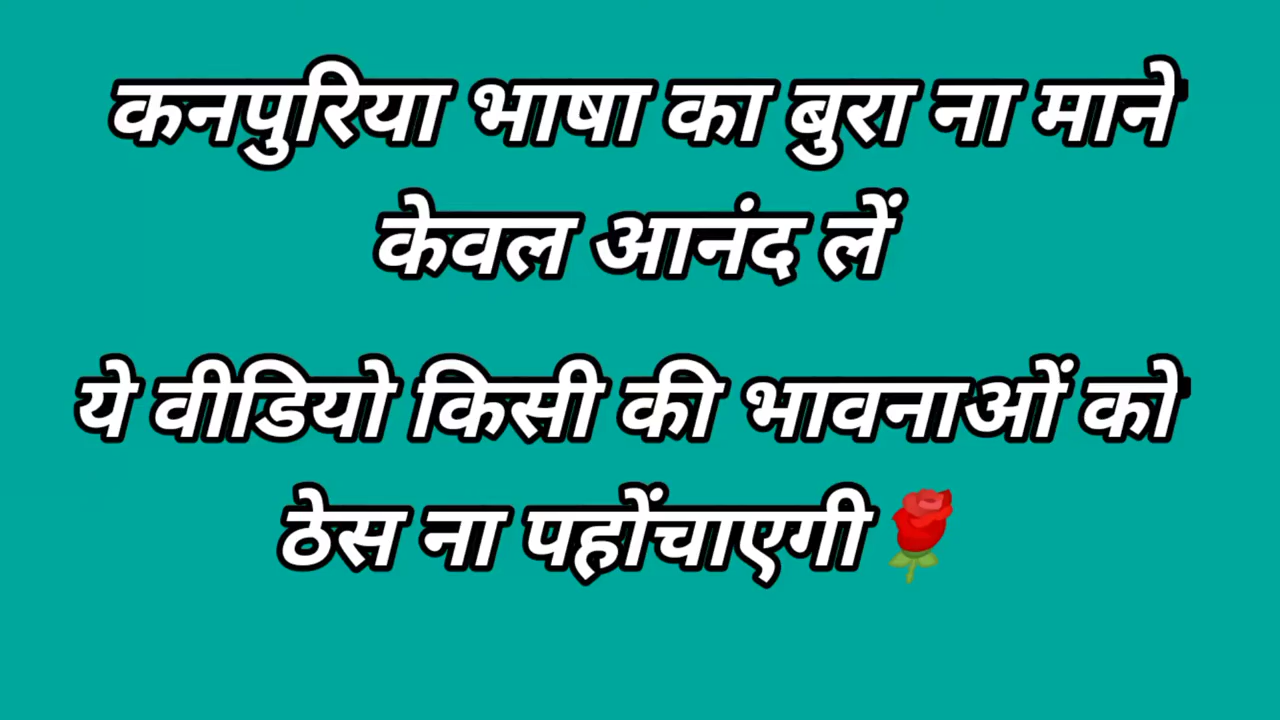 कनपुरिया भाषा का बुरा ना माने
केवल आनंद लें
ये वीडियो किसी की भावनाओं को
ठेस ना पहोंचाएगी🌹